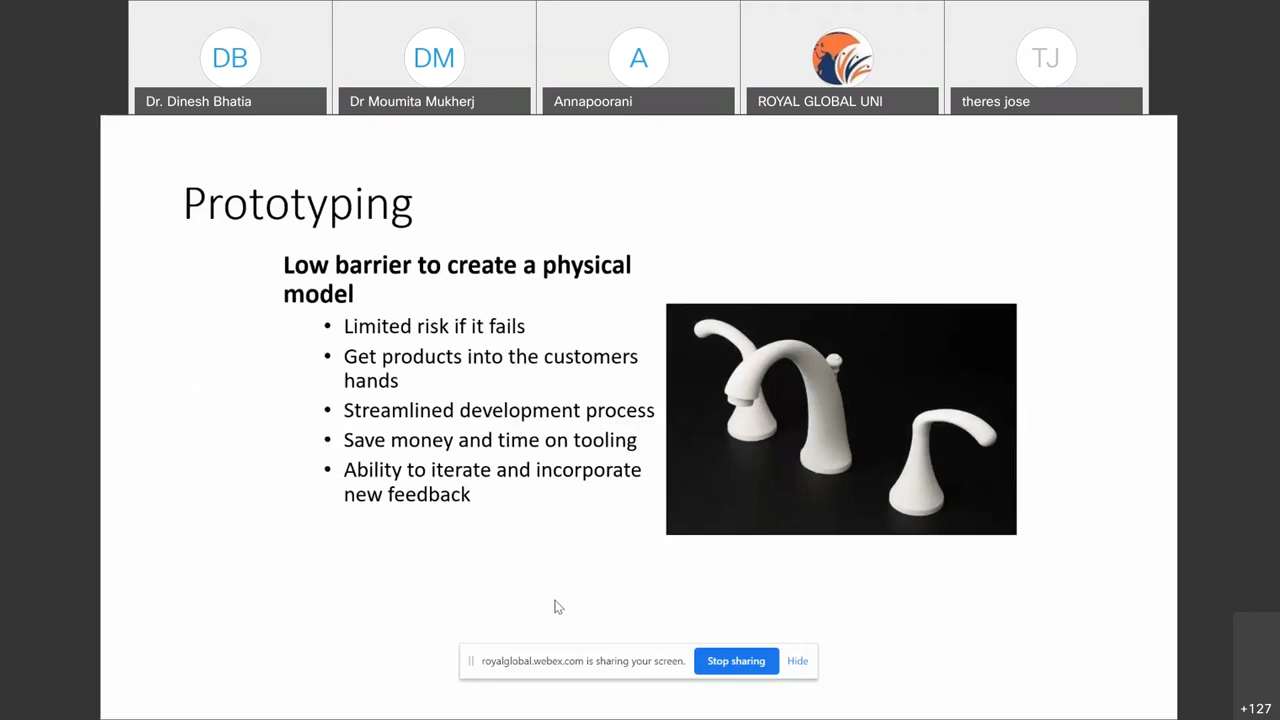 DB
DM
A
TJ
Dr. Dinesh Bhatia
Dr Moumita Mukherj
Annapoorani
ROYAL GLOBAL UNI
theres jose
Prototyping
Low barrier to create a physical
model
• Limited risk if it fails
• Get products into the customers
hands
• Streamlined development process
• Save money and time on tooling
• Ability to iterate and incorporate
new feedback
royalglobal.webex.com is sharing your screen.
Stop sharing
Hide
+127